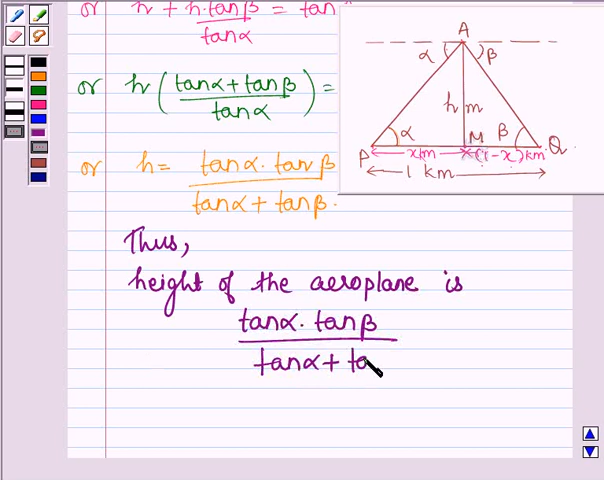 or h + h.tanβ = tan
tanα
or h ( tanα + tanβ ) =
tanα
or h = tanα . tanβ
tanα + tanβ.
Thus,
height of the aeroplane is
tanα . tanβ
tanα + ta
A
α β
h m
α M β
P x km (1-x) km Q
1 km